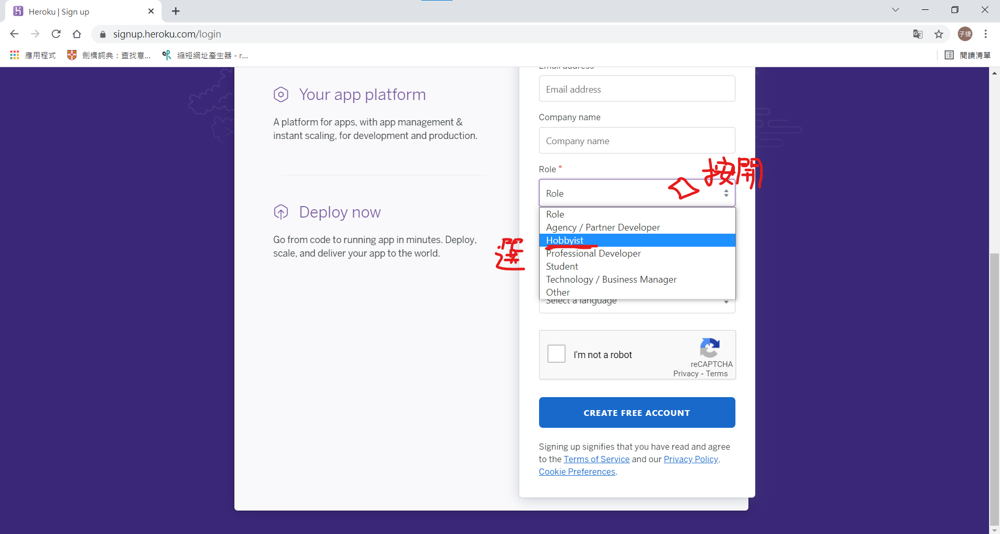 Heroku | Sign up
signup.heroku.com/login
子捷
應用程式
劍橋詞典：查找意...
縮短網址產生器 - r...
閱讀清單
Your app platform
A platform for apps, with app management &
instant scaling, for development and production.
Deploy now
Go from code to running app in minutes. Deploy,
scale, and deliver your app to the world.
Email address
Email address
Company name
Company name
Role *
按開
Role
Role
Agency / Partner Developer
選
Hobbyist
Professional Developer
Student
Technology / Business Manager
Other
Select a language
I'm not a robot
reCAPTCHA
Privacy - Terms
CREATE FREE ACCOUNT
Signing up signifies that you have read and agree
to the Terms of Service and our Privacy Policy.
Cookie Preferences.